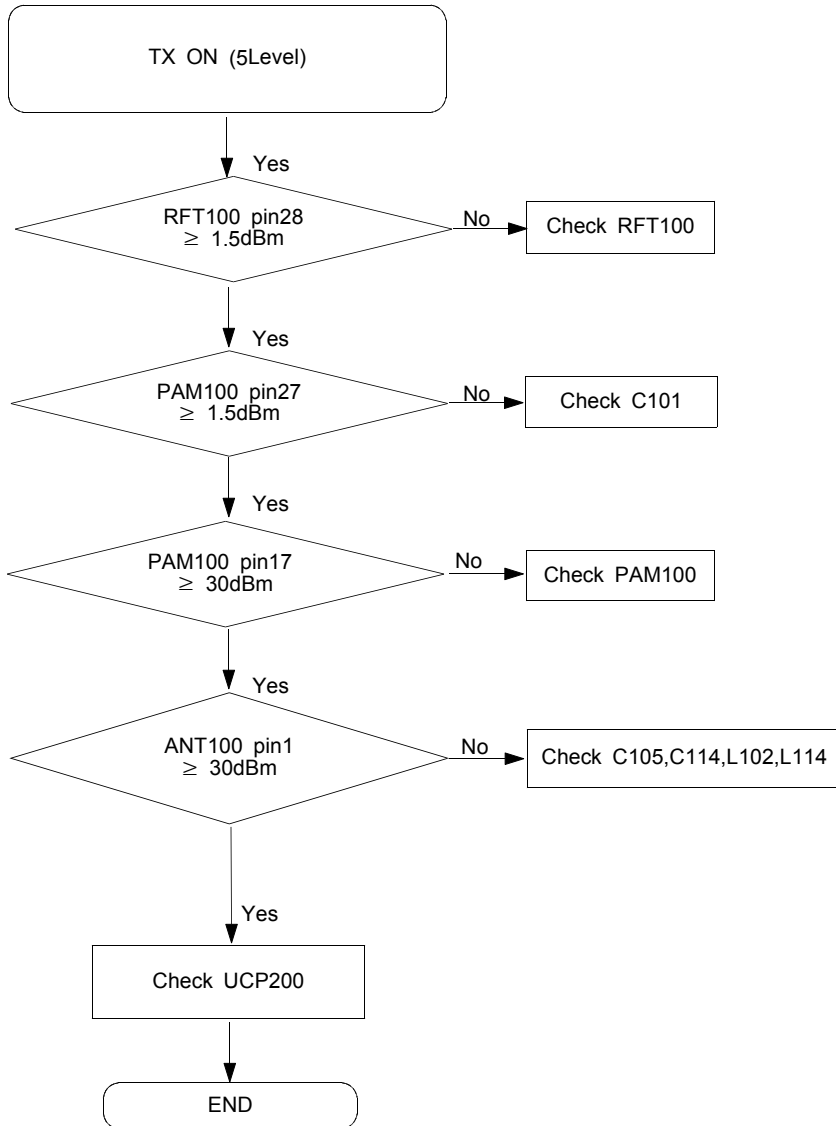 TX ON (5Level)
Yes
RFT100 pin28
≥ 1.5dBm
No
Check RFT100
Yes
PAM100 pin27
≥ 1.5dBm
No
Check C101
Yes
PAM100 pin17
≥ 30dBm
No
Check PAM100
Yes
ANT100 pin1
≥ 30dBm
No
Check C105,C114,L102,L114
Yes
Check UCP200
END